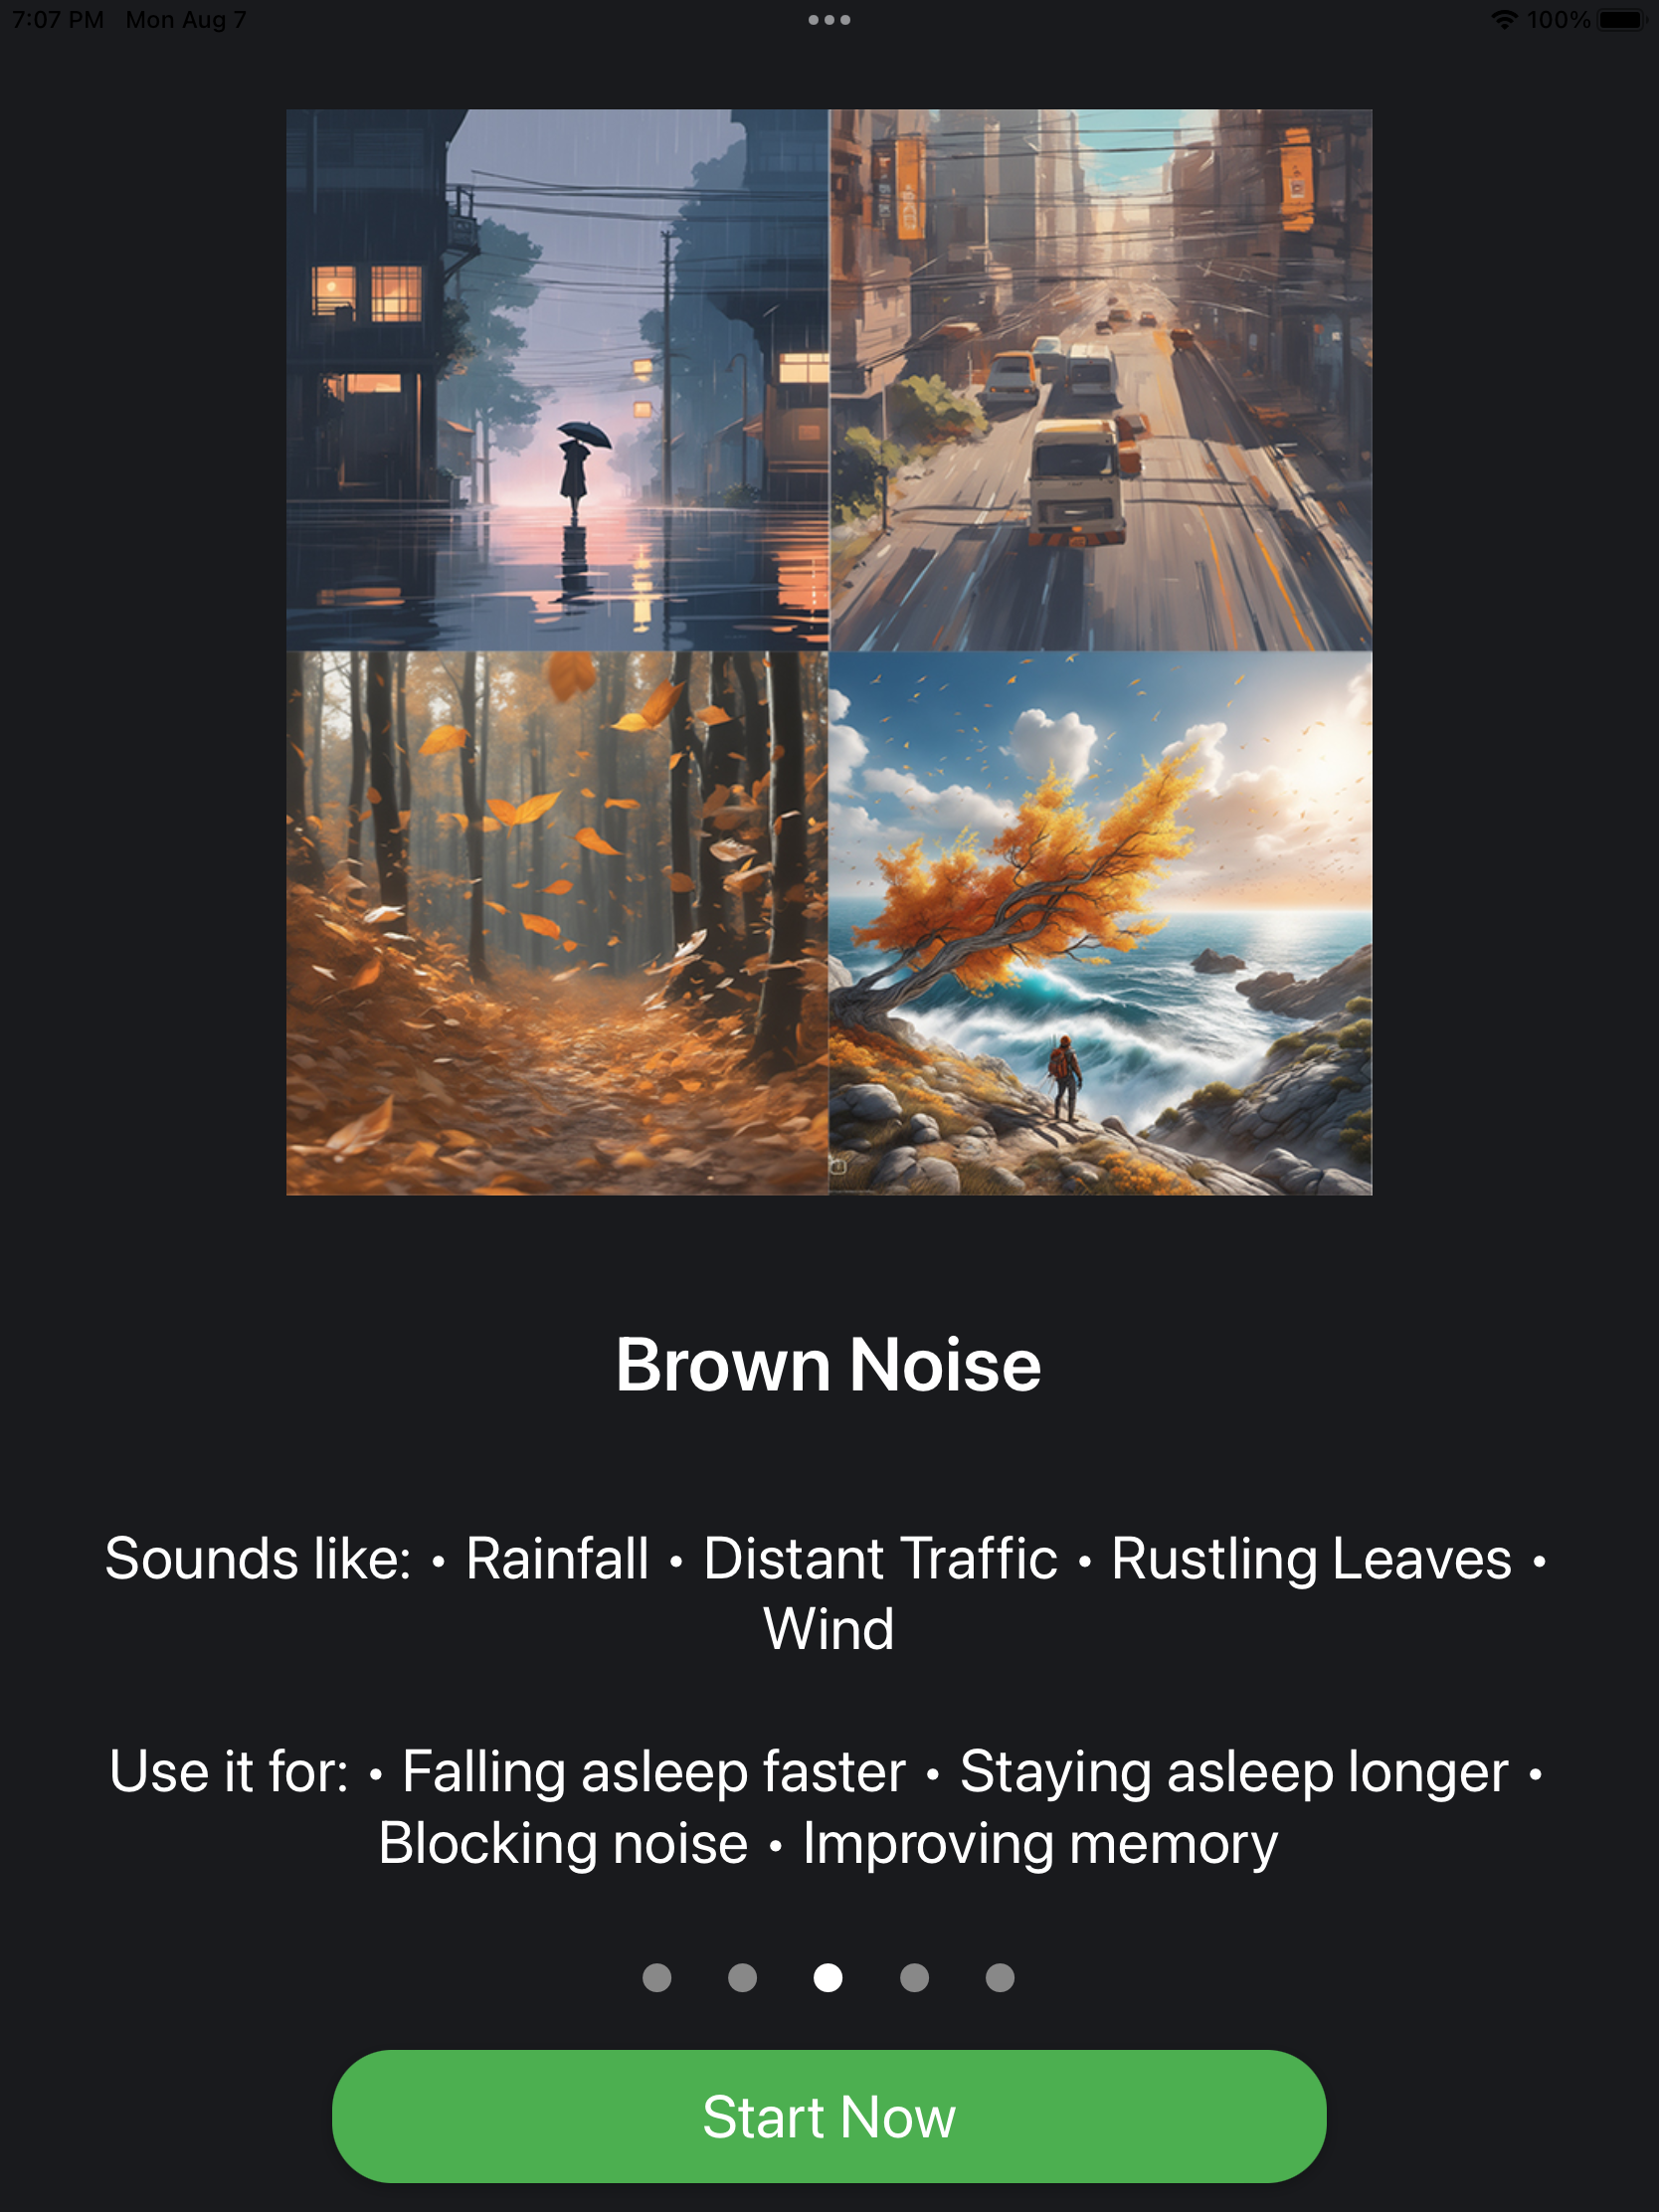 7:07 PM Mon Aug 7
100%
Brown Noise
Sounds like: • Rainfall • Distant Traffic • Rustling Leaves •
Wind
Use it for: • Falling asleep faster • Staying asleep longer •
Blocking noise • Improving memory
Start Now